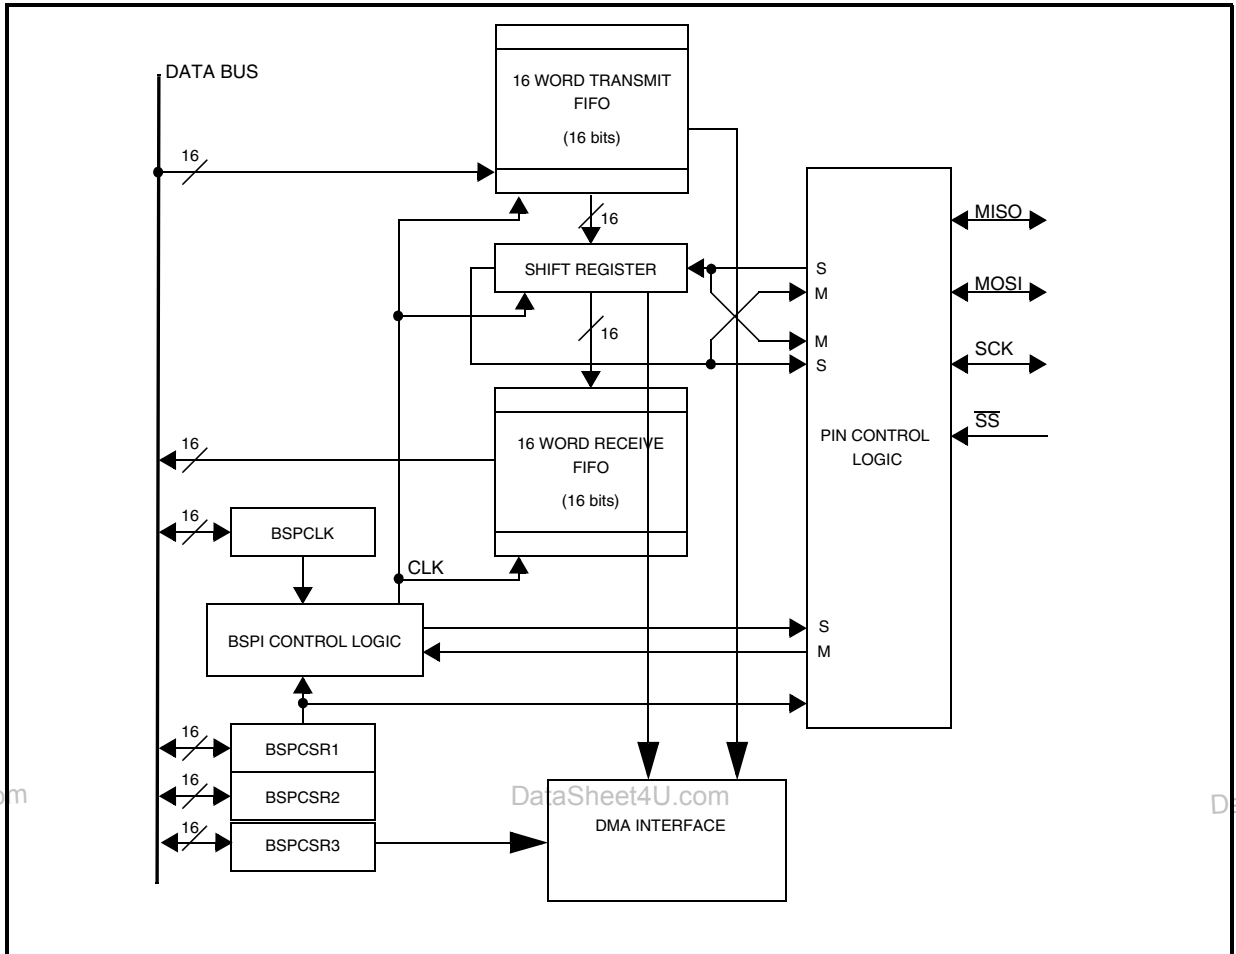 DATA BUS
16 WORD TRANSMIT
FIFO
(16 bits)
16
16
MISO
SHIFT REGISTER
S
M
MOSI
16
M
S
SCK
16 WORD RECEIVE
FIFO
(16 bits)
16
PIN CONTROL
LOGIC
SS
16
BSPCLK
CLK
BSPI CONTROL LOGIC
S
M
16
BSPCSR1
16
BSPCSR2
16
BSPCSR3
DataSheet4U.com
DMA INTERFACE